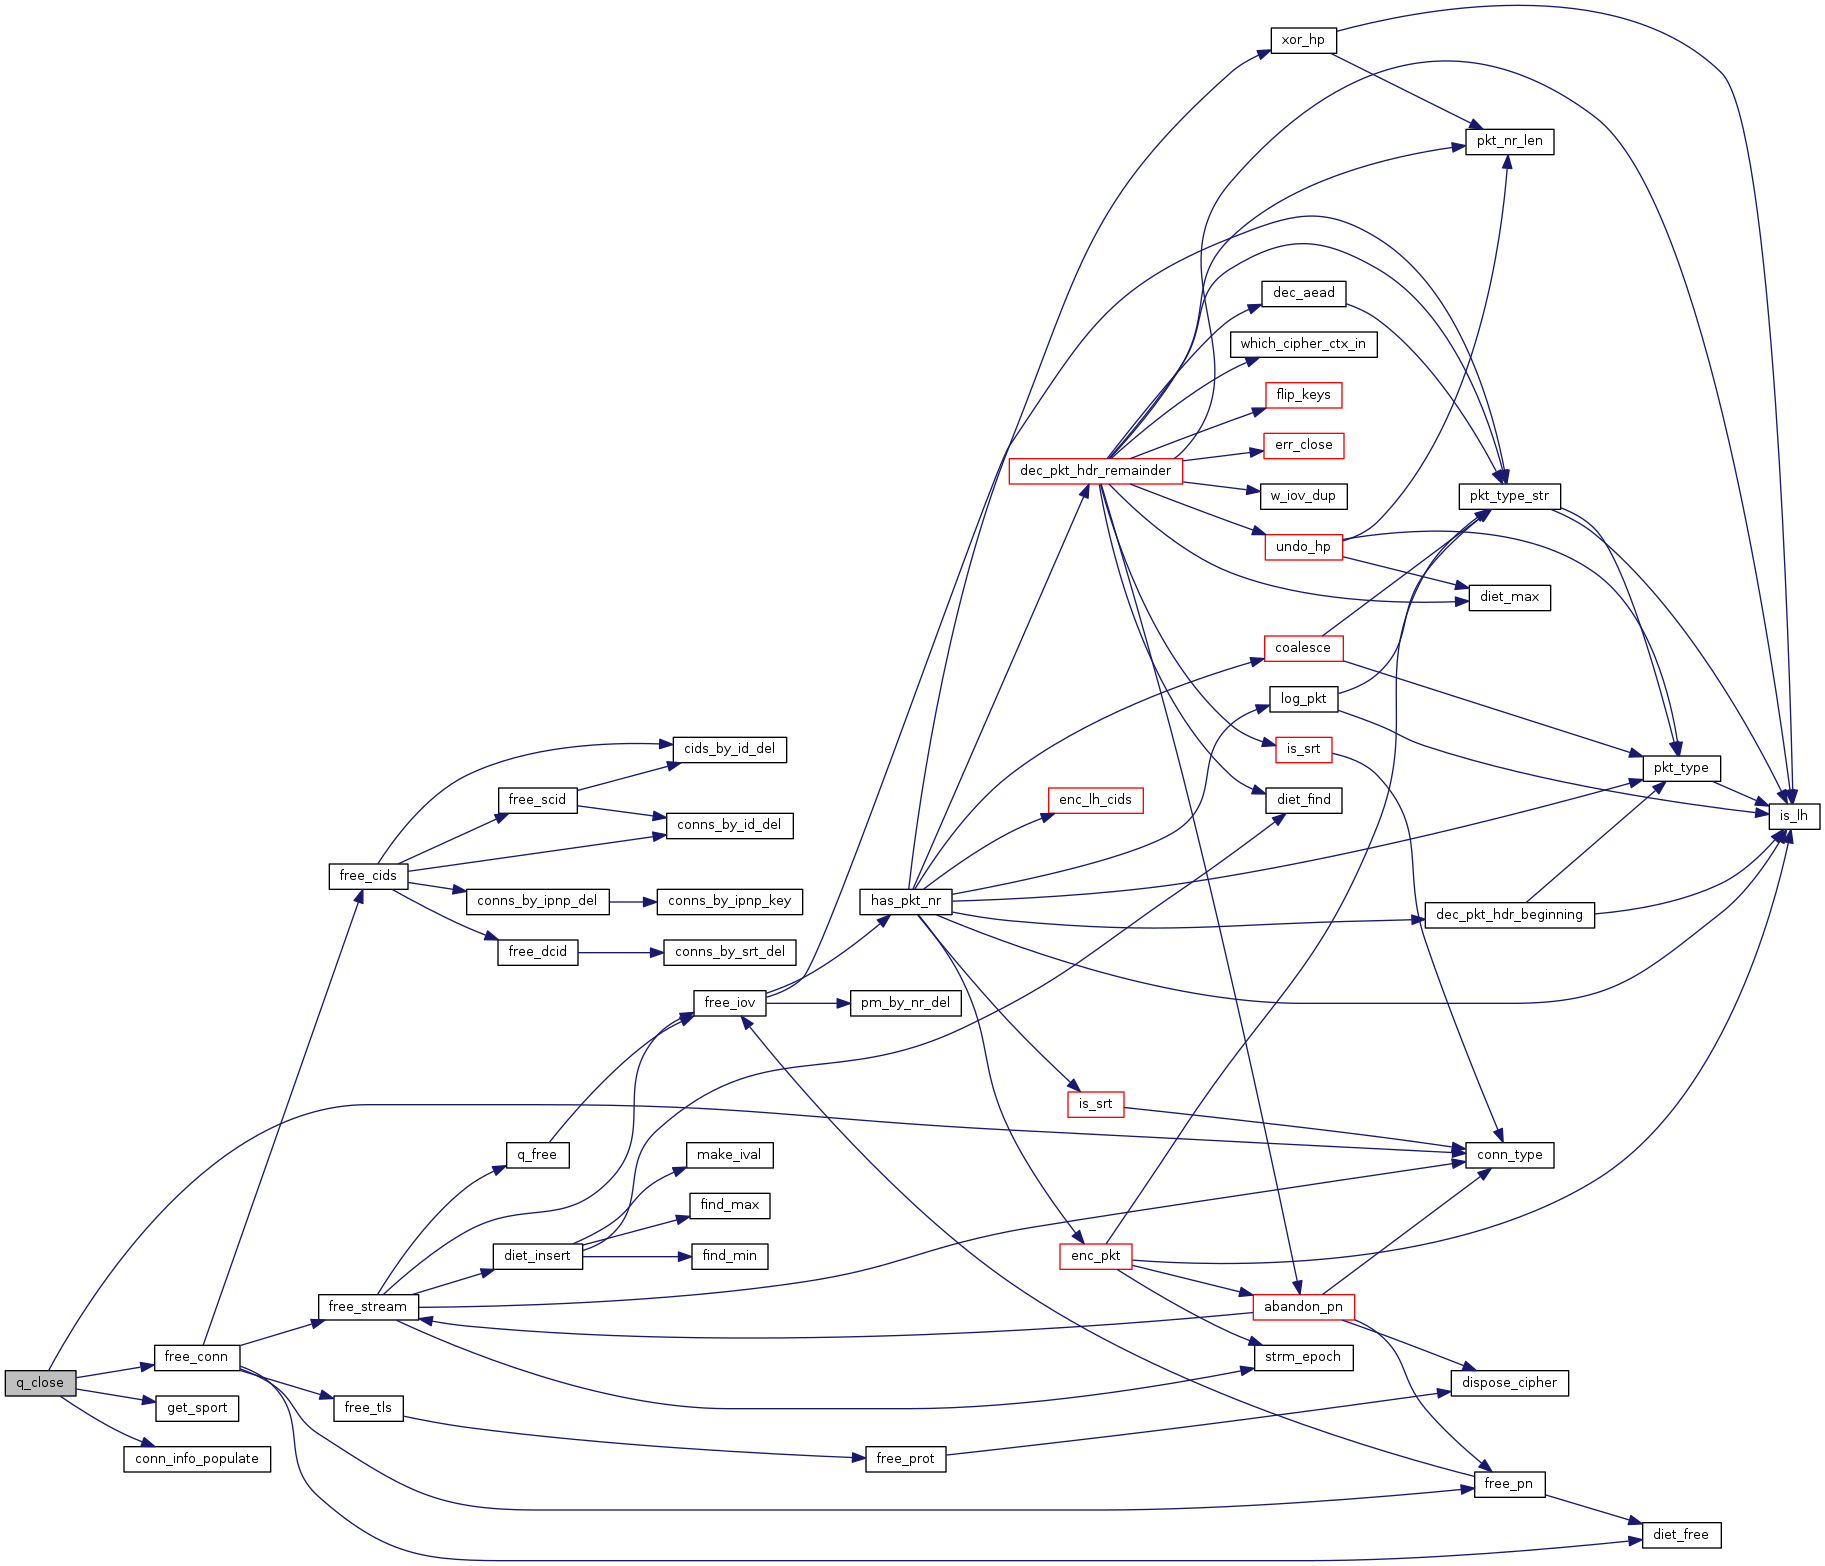 xor_hp
pkt_nr_len
dec_aead
which_cipher_ctx_in
flip_keys
err_close
dec_pkt_hdr_remainder
w_iov_dup
pkt_type_str
undo_hp
diet_max
coalesce
log_pkt
cids_by_id_del
is_srt
pkt_type
free_scid
enc_lh_cids
diet_find
is_lh
conns_by_id_del
free_cids
conns_by_ipnp_del
conns_by_ipnp_key
has_pkt_nr
dec_pkt_hdr_beginning
free_dcid
conns_by_srt_del
free_iov
pm_by_nr_del
is_srt
q_free
make_ival
conn_type
find_max
diet_insert
find_min
enc_pkt
free_stream
abandon_pn
free_conn
strm_epoch
q_close
dispose_cipher
get_sport
free_tls
conn_info_populate
free_prot
free_pn
diet_free